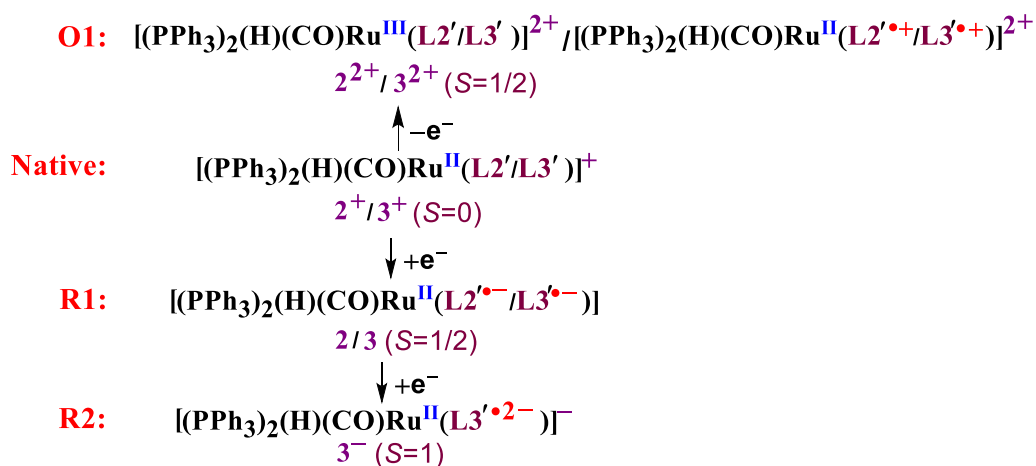 O1: [(PPh₃)₂(H)(CO)Ruᴵᴵᴵ(L2′/L3′)]²⁺/[(PPh₃)₂(H)(CO)Ruᴵᴵ(L2′•⁺/L3′•⁺)]²⁺
2²⁺/3²⁺ (S=1/2)
−e⁻
Native: [(PPh₃)₂(H)(CO)Ruᴵᴵ(L2′/L3′)]⁺
2⁺/3⁺ (S=0)
+e⁻
R1: [(PPh₃)₂(H)(CO)Ruᴵᴵ(L2′•⁻/L3′•⁻)]
2/3 (S=1/2)
+e⁻
R2: [(PPh₃)₂(H)(CO)Ruᴵᴵ(L3′•²⁻)]⁻
3⁻ (S=1)